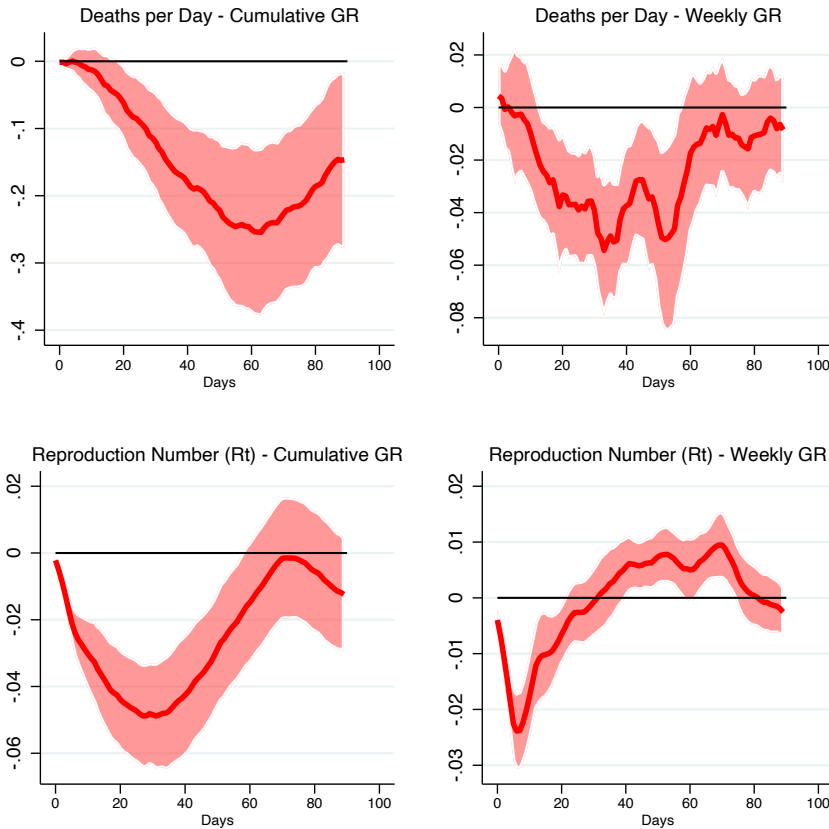 Deaths per Day - Cumulative GR
0
-.1
-.2
-.3
-.4
0 20 40 60 80 100
Days
Deaths per Day - Weekly GR
.02
0
-.02
-.04
-.06
-.08
0 20 40 60 80 100
Days
Reproduction Number (Rt) - Cumulative GR
.02
0
-.02
-.04
-.06
0 20 40 60 80 100
Days
Reproduction Number (Rt) - Weekly GR
.02
.01
0
-.01
-.02
-.03
0 20 40 60 80 100
Days